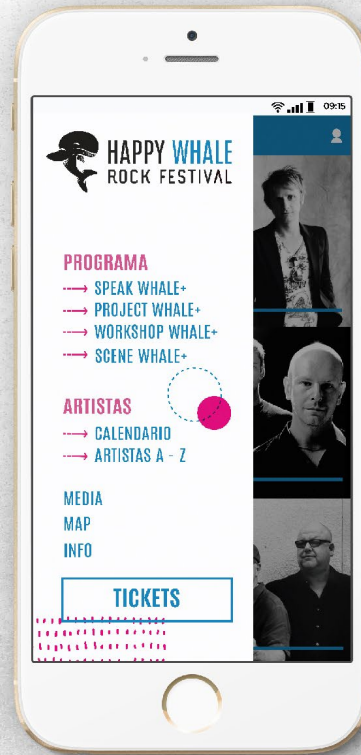 09:15
HAPPY WHALE
ROCK FESTIVAL
PROGRAMA
SPEAK WHALE+
PROJECT WHALE+
WORKSHOP WHALE+
SCENE WHALE+
ARTISTAS
CALENDARIO
ARTISTAS A - Z
MEDIA
MAP
INFO
TICKETS